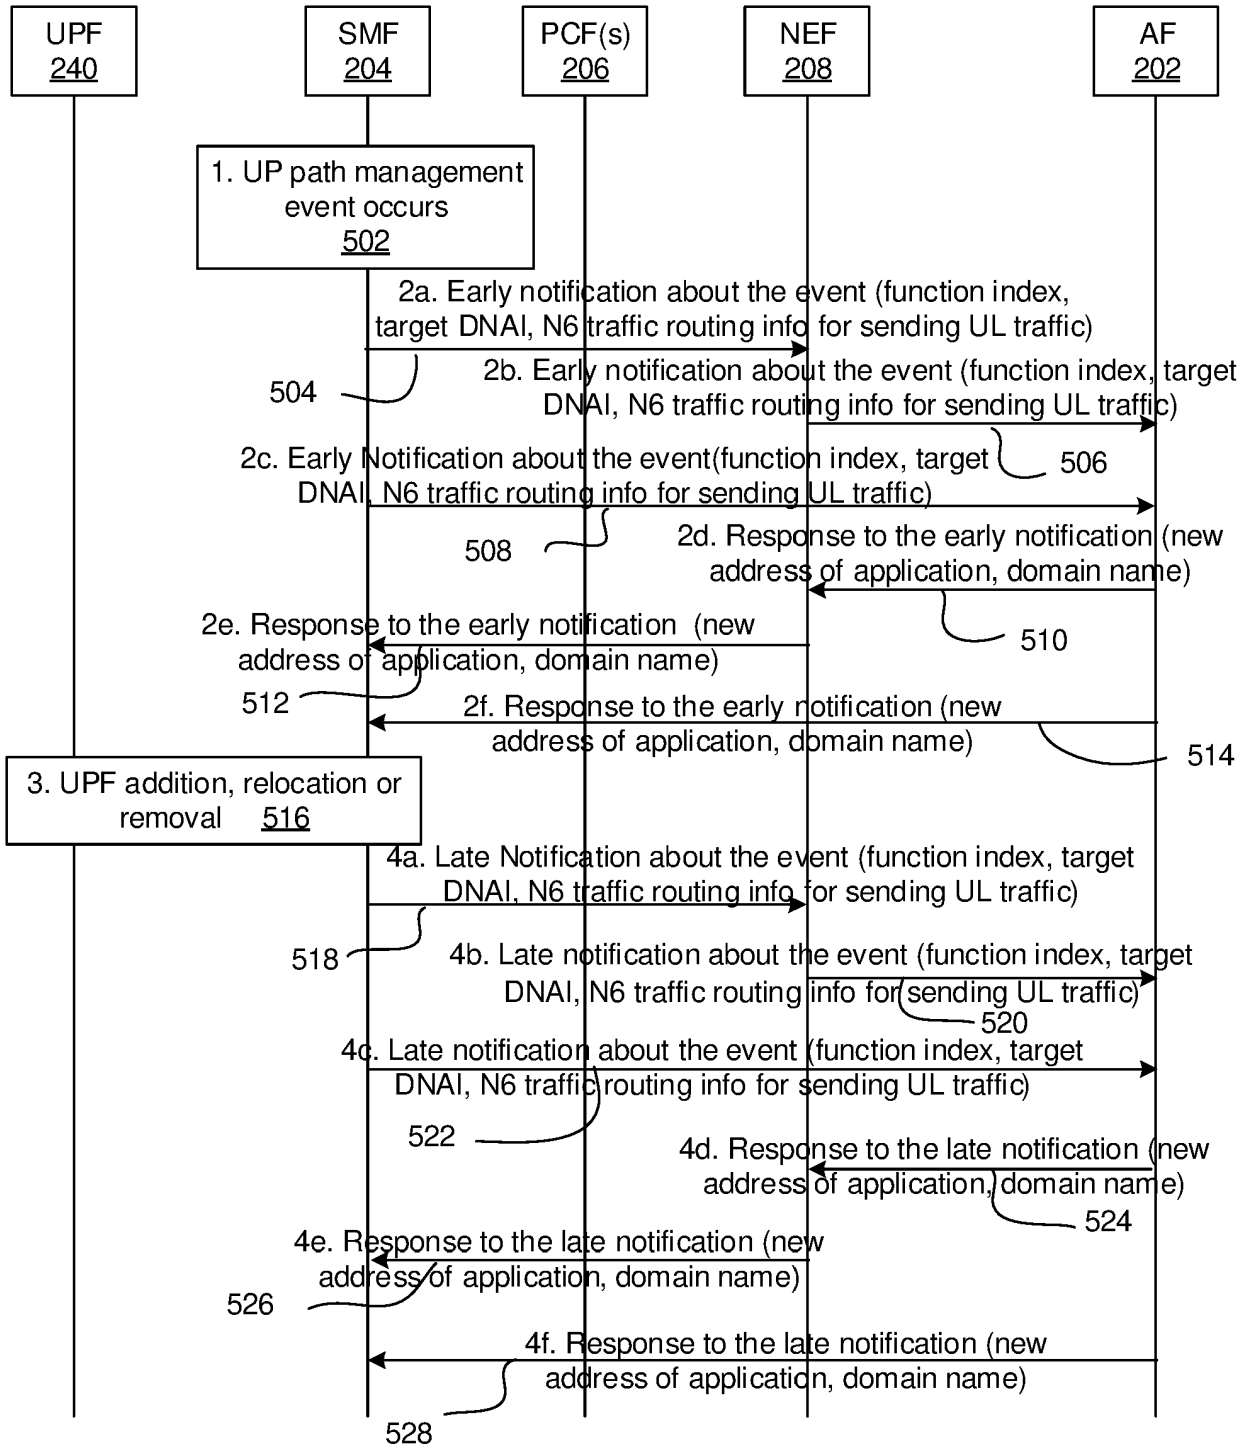 UPF
240
SMF
204
PCF(s)
206
NEF
208
AF
202
1. UP path management
event occurs
502
2a. Early notification about the event (function index,
target DNAI, N6 traffic routing info for sending UL traffic)
504
2b. Early notification about the event (function index, target
DNAI, N6 traffic routing info for sending UL traffic)
506
2c. Early Notification about the event(function index, target
DNAI, N6 traffic routing info for sending UL traffic)
508
2d. Response to the early notification (new
address of application, domain name)
510
2e. Response to the early notification (new
address of application, domain name)
512
2f. Response to the early notification (new
address of application, domain name)
514
3. UPF addition, relocation or
removal 516
4a. Late Notification about the event (function index, target
DNAI, N6 traffic routing info for sending UL traffic)
518
4b. Late notification about the event (function index, target
DNAI, N6 traffic routing info for sending UL traffic)
520
4c. Late notification about the event (function index, target
DNAI, N6 traffic routing info for sending UL traffic)
522
4d. Response to the late notification (new
address of application, domain name)
524
4e. Response to the late notification (new
address of application, domain name)
526
4f. Response to the late notification (new
address of application, domain name)
528